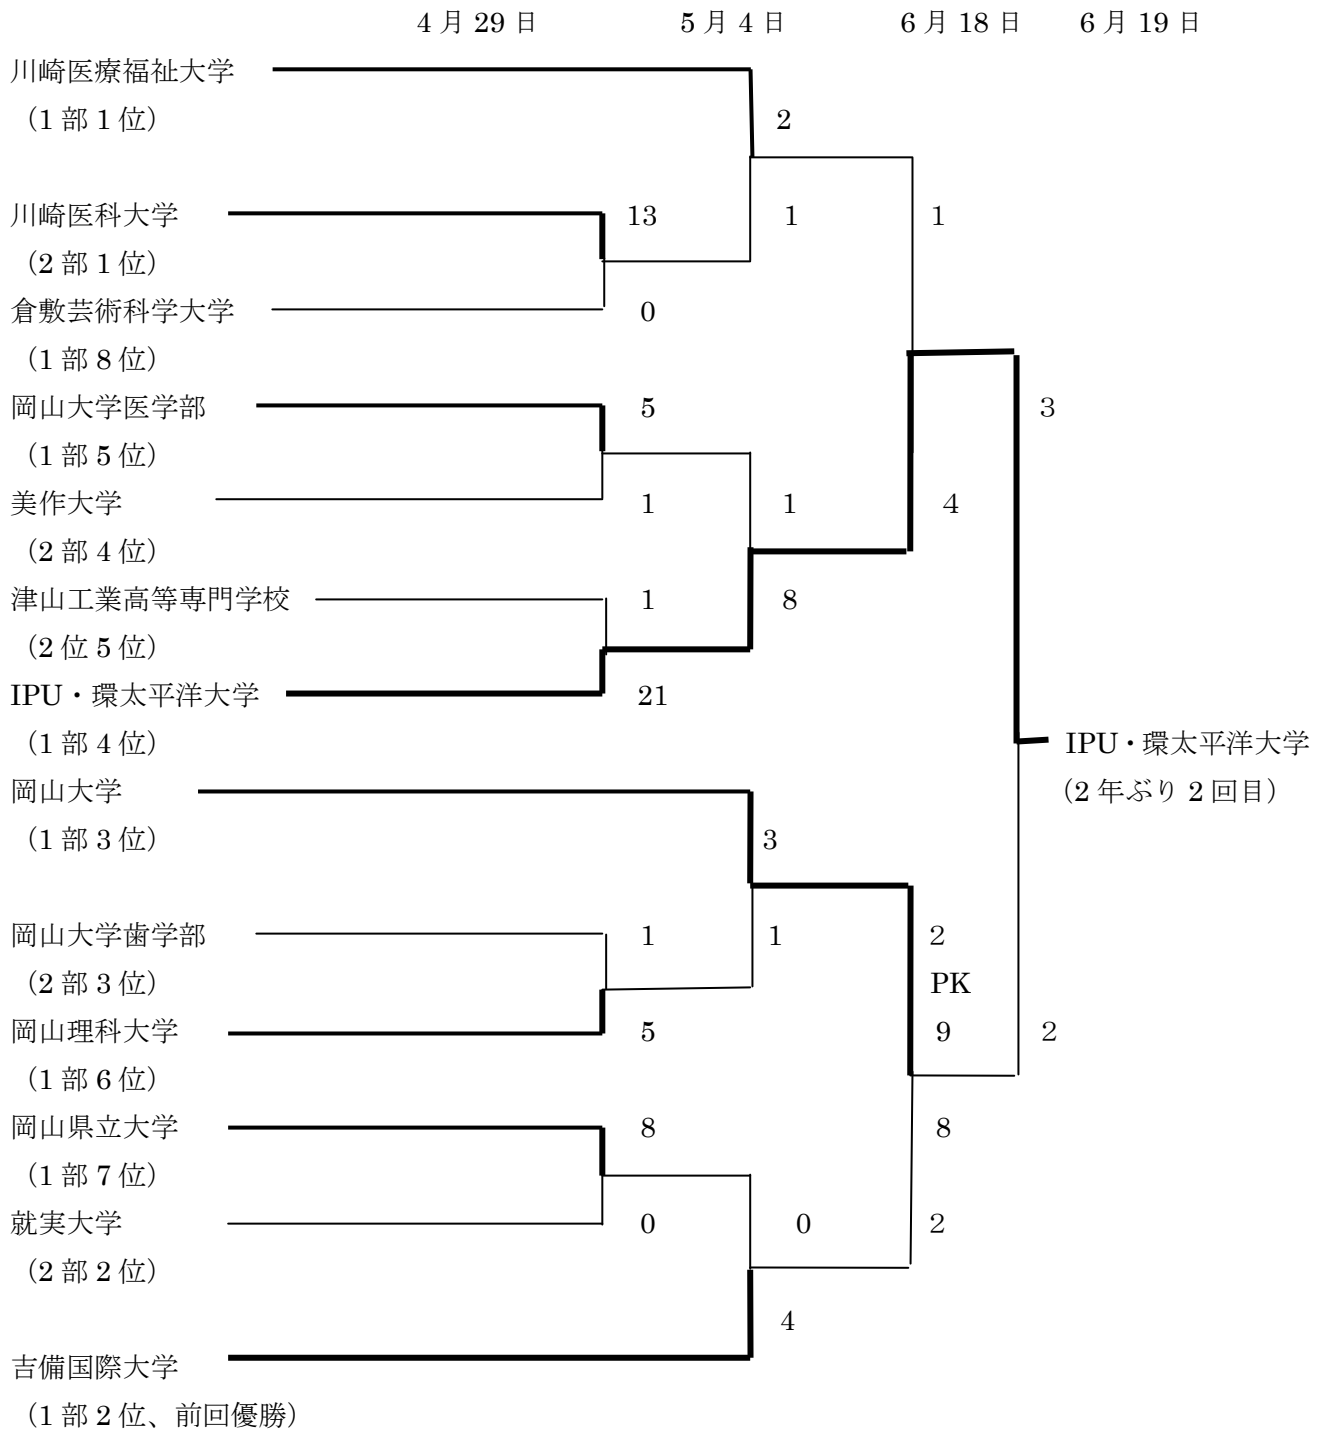 4月29日 5月4日 6月18日 6月19日
川崎医療福祉大学
（1部1位） 2
川崎医科大学 13 1 1
（2部1位）
倉敷芸術科学大学 0
（1部8位）
岡山大学医学部 5 3
（1部5位）
美作大学 1 1 4
（2部4位）
津山工業高等専門学校 1 8
（2位5位）
IPU・環太平洋大学 21
（1部4位） IPU・環太平洋大学
岡山大学 （2年ぶり2回目）
（1部3位） 3
岡山大学歯学部 1 1 2
（2部3位） PK
岡山理科大学 5 9 2
（1部6位）
岡山県立大学 8 8
（1部7位）
就実大学 0 0 2
（2部2位）
4
吉備国際大学
（1部2位、前回優勝）